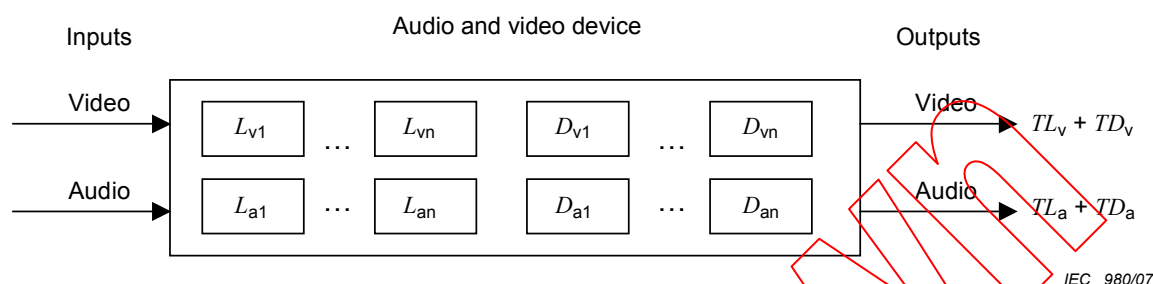 Inputs Audio and video device Outputs
Video Video
Lv1 … Lvn Dv1 … Dvn TLv + TDv
Audio Audio
La1 … Lan Da1 … Dan TLa + TDa
IEC 980/07